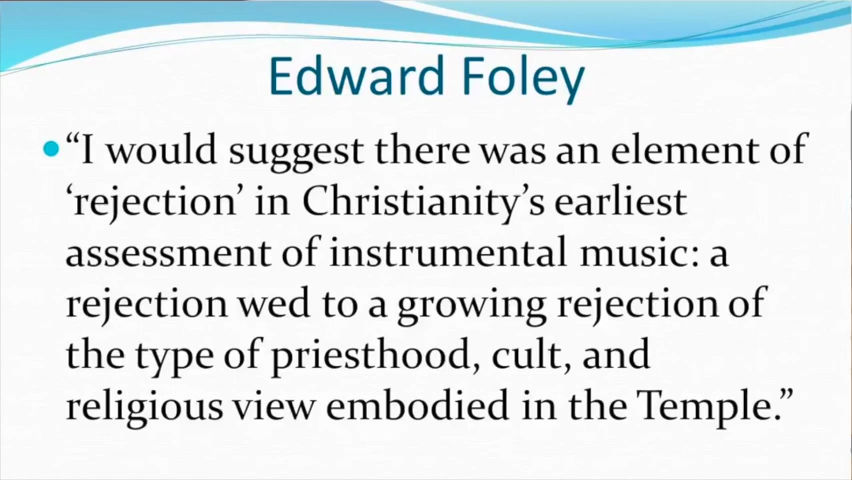 Edward Foley
• “I would suggest there was an element of
‘rejection’ in Christianity’s earliest
assessment of instrumental music: a
rejection wed to a growing rejection of
the type of priesthood, cult, and
religious view embodied in the Temple.”